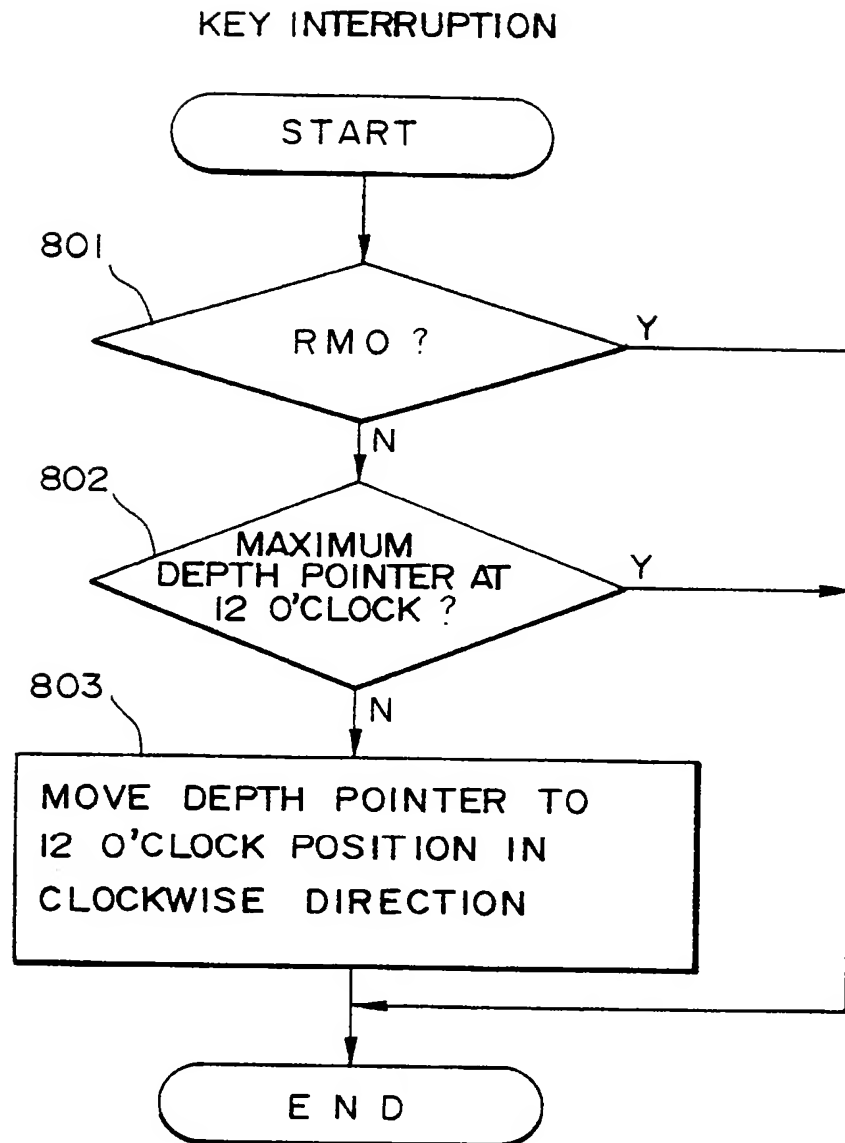 KEY INTERRUPTION
START
801
RMO ?
Y
N
802
MAXIMUM
DEPTH POINTER AT
12 O'CLOCK ?
Y
N
803
MOVE DEPTH POINTER TO
12 O'CLOCK POSITION IN
CLOCKWISE DIRECTION
END